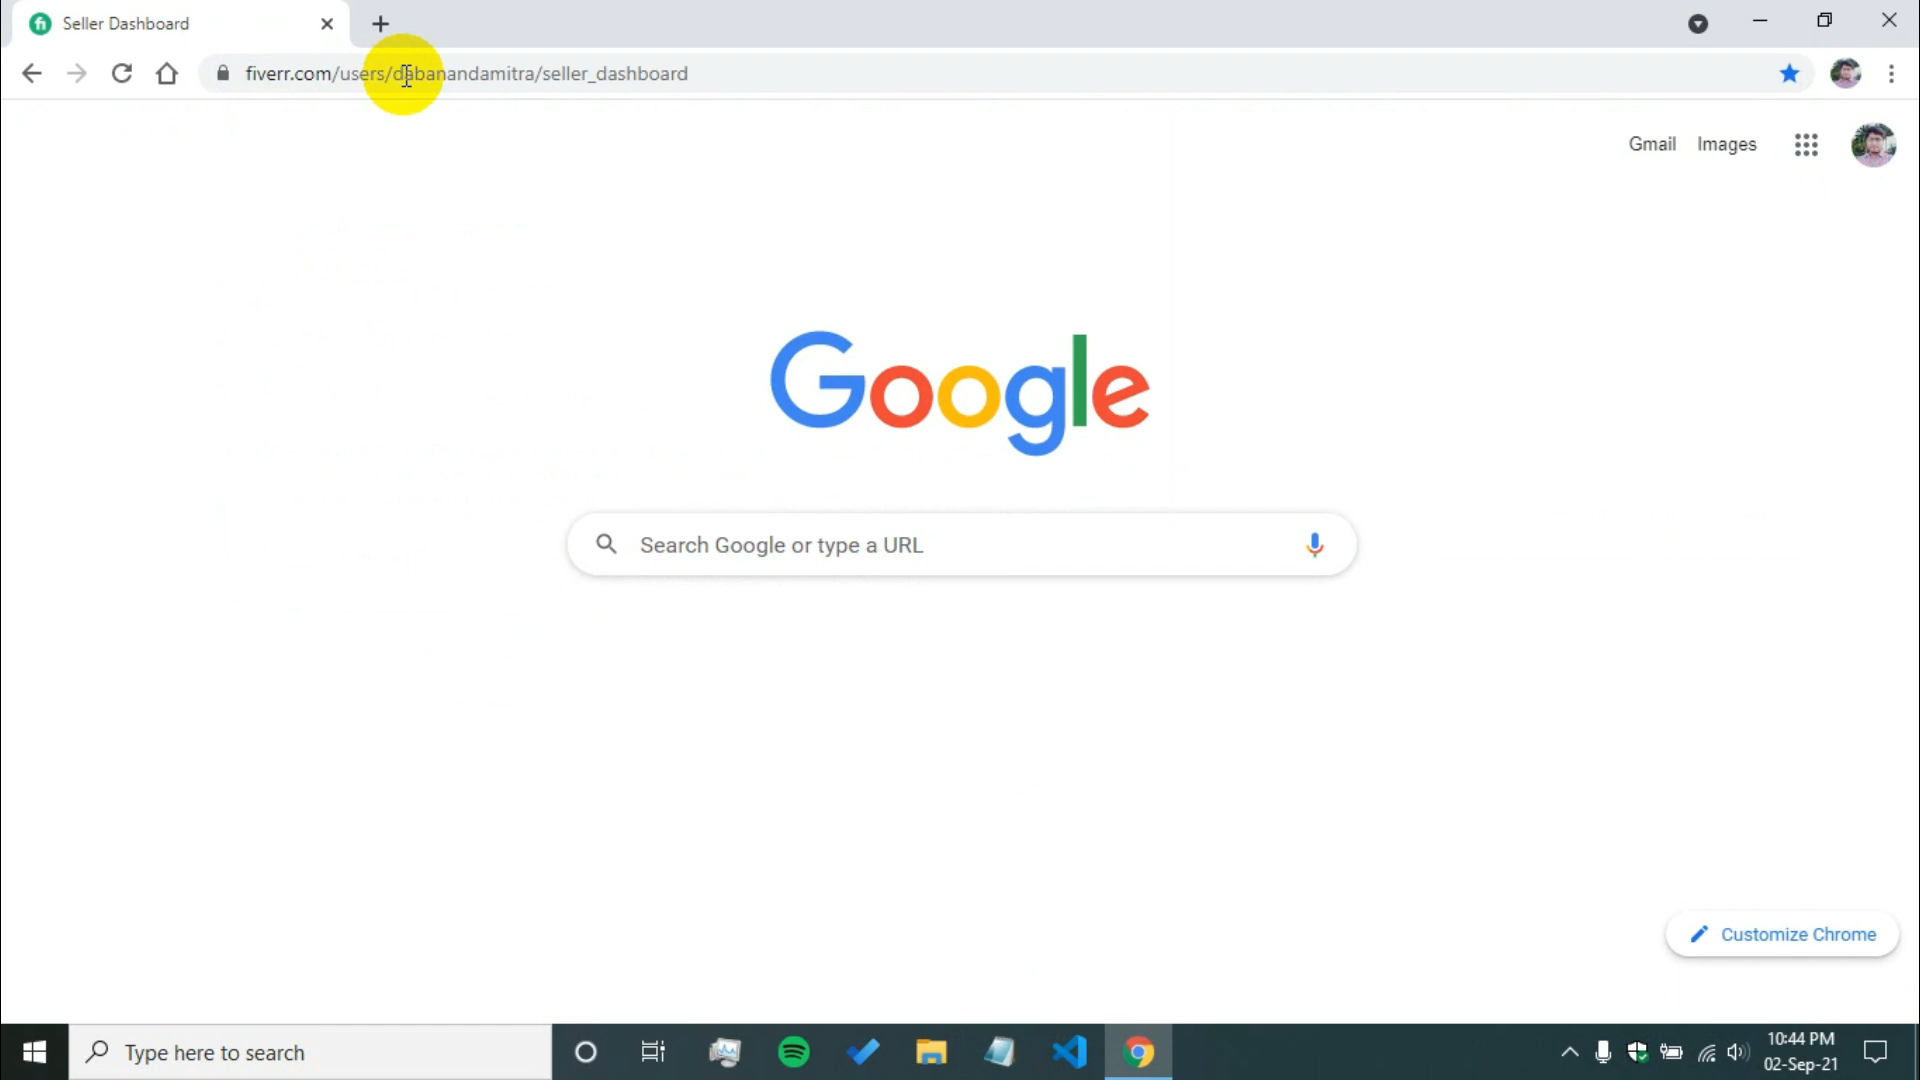 Seller Dashboard
fiverr.com/users/dabanandamitra/seller_dashboard
Gmail Images
Google
Search Google or type a URL
Customize Chrome
Type here to search
10:44 PM
02-Sep-21